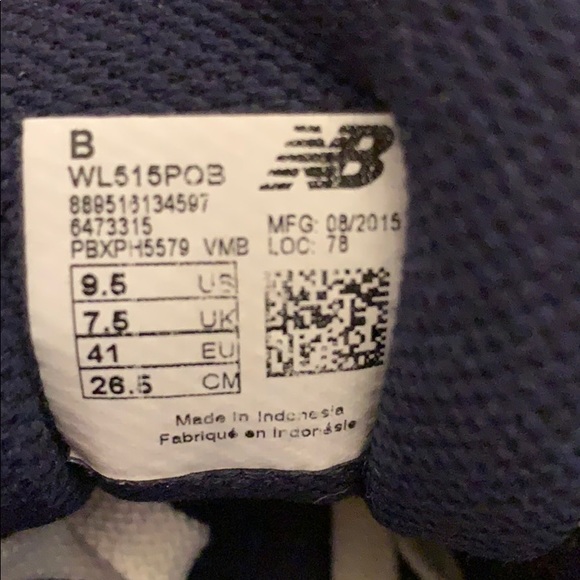 B
NB
WL515POB
889516134597
6473315
MFG: 08/2015
PBXPH5579 VMB
LOC: 78
9.5 US
7.5 UK
41 EU
26.5 CM
Made in Indonesia
Fabriqué en Indonésie